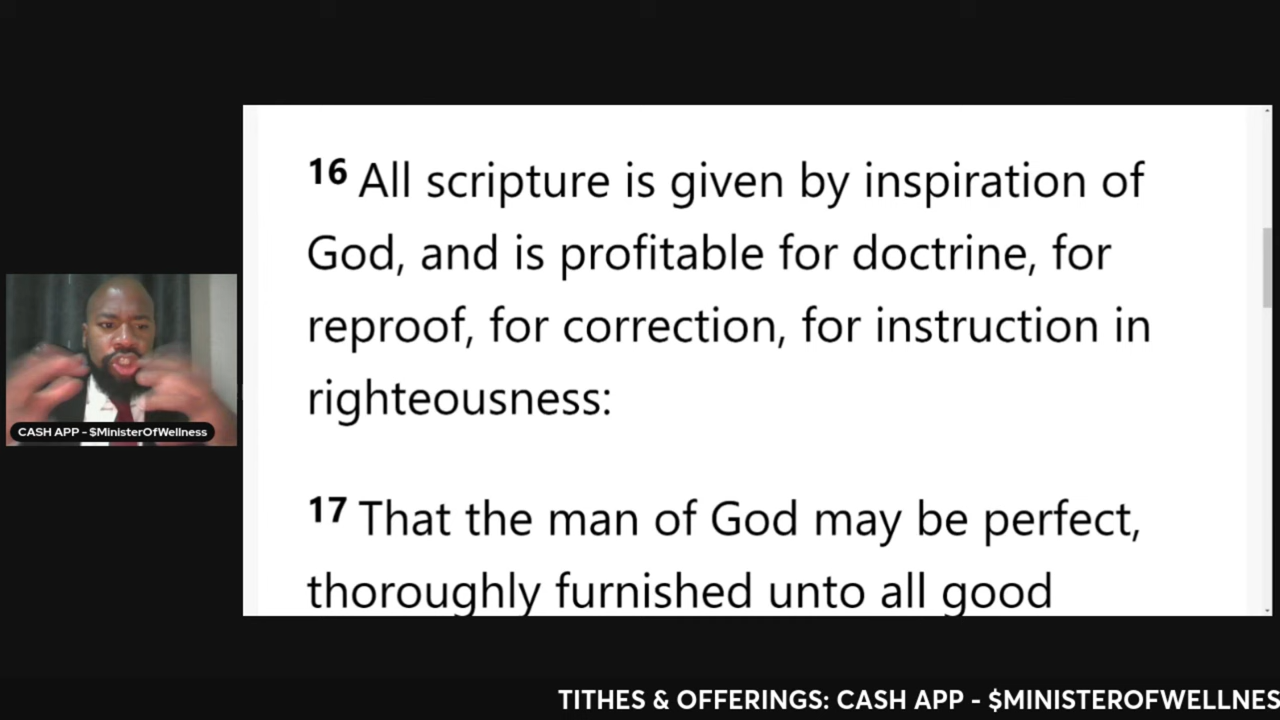 16 All scripture is given by inspiration of
God, and is profitable for doctrine, for
reproof, for correction, for instruction in
righteousness:
17 That the man of God may be perfect,
thoroughly furnished unto all good
CASH APP - $MinisterOfWellness
TITHES & OFFERINGS: CASH APP - $MINISTEROFWELLNES